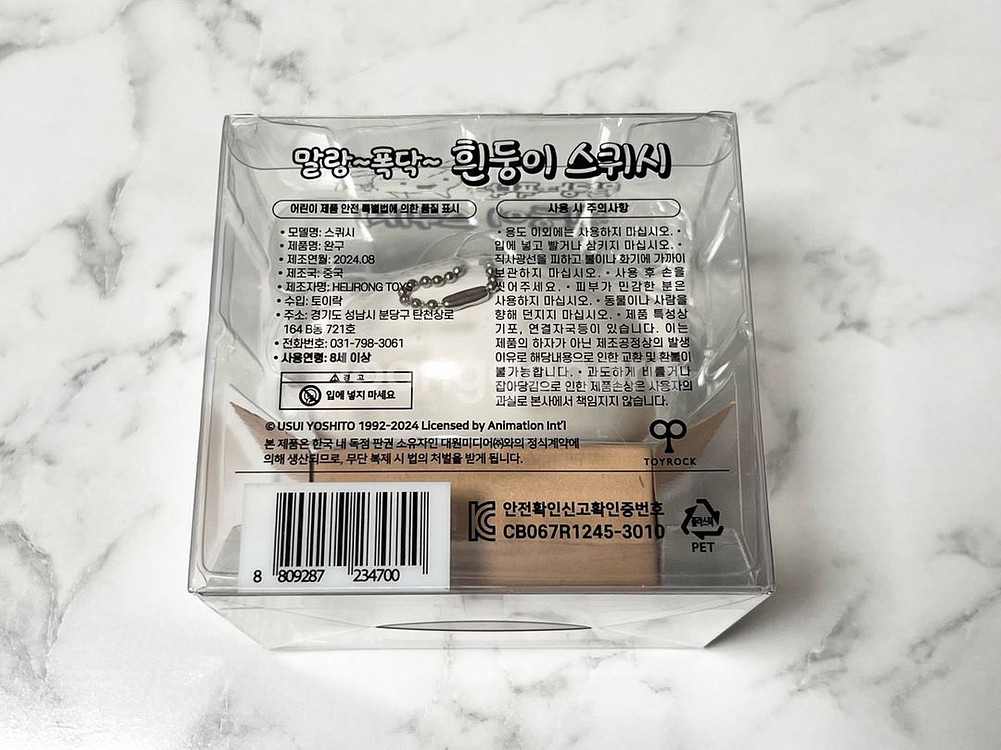 말랑~폭닥~ 흰둥이 스퀴시
어린이 제품 안전 특별법에 의한 품질 표시
• 모델명: 스퀴시
• 제품명: 완구
• 제조연월: 2024.08
• 제조국: 중국
• 제조자명: HELIRONG TOYS
• 수입: 토이락
• 주소: 경기도 성남시 분당구 탄천상로
164 B동 721호
• 전화번호: 031-798-3061
• 사용연령: 8세 이상
⚠ 경 고
입에 넣지 마세요
사용 시 주의사항
• 용도 이외에는 사용하지 마십시오. •
입에 넣고 빨거나 삼키지 마십시오. •
직사광선을 피하고 불이나 화기에 가까이
보관하지 마십시오. • 사용 후 손을
씻어주세요. • 피부가 민감한 분은
사용하지 마십시오. • 동물이나 사람을
향해 던지지 마십시오. • 제품 특성상
기포, 연결자국등이 있습니다. 이는
제품의 하자가 아닌 제조공정상의 발생
이유로 해당내용으로 인한 교환 및 환불이
불가능합니다. • 과도하게 비틀거나
잡아당김으로 인한 제품손상은 사용자의
과실로 본사에서 책임지지 않습니다.
© USUI YOSHITO 1992-2024 Licensed by Animation Int'l
본 제품은 한국 내 독점 판권 소유자인 대원미디어㈜와의 정식계약에
의해 생산되므로, 무단 복제 시 법의 처벌을 받게 됩니다.
TOYROCK
8 809287 234700
안전확인신고확인증번호
CB067R1245-3010
플라스틱
PET